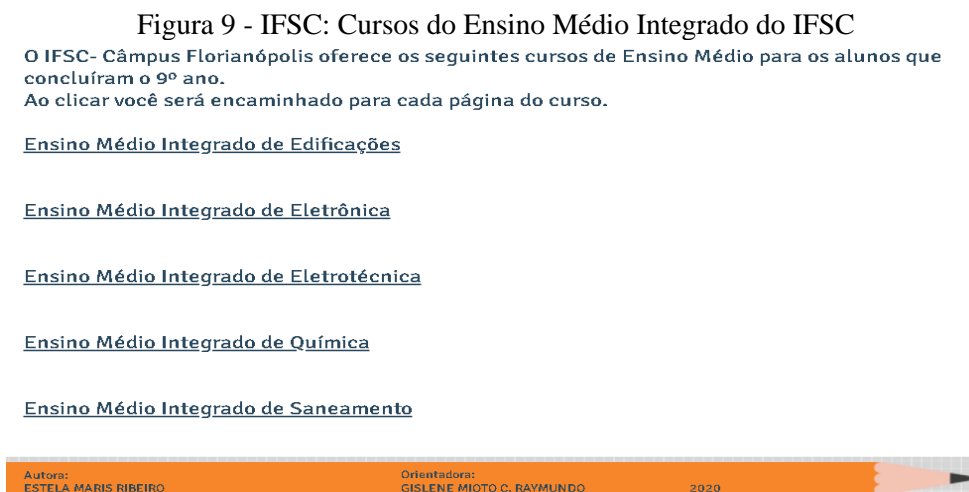 Figura 9 - IFSC: Cursos do Ensino Médio Integrado do IFSC
O IFSC- Câmpus Florianópolis oferece os seguintes cursos de Ensino Médio para os alunos que
concluíram o 9º ano.
Ao clicar você será encaminhado para cada página do curso.
Ensino Médio Integrado de Edificações
Ensino Médio Integrado de Eletrônica
Ensino Médio Integrado de Eletrotécnica
Ensino Médio Integrado de Química
Ensino Médio Integrado de Saneamento
Autora: Orientadora:
ESTELA MARIS RIBEIRO GISLENE MIOTO C. RAYMUNDO 2020